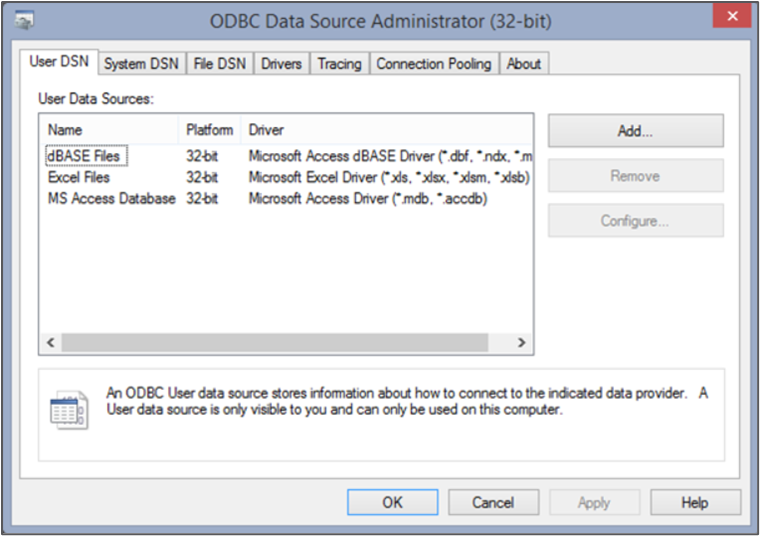 ODBC Data Source Administrator (32-bit)
User DSN System DSN File DSN Drivers Tracing Connection Pooling About
User Data Sources:
Name Platform Driver
dBASE Files 32-bit Microsoft Access dBASE Driver (*.dbf, *.ndx, *.m
Excel Files 32-bit Microsoft Excel Driver (*.xls, *.xlsx, *.xlsm, *.xlsb)
MS Access Database 32-bit Microsoft Access Driver (*.mdb, *.accdb)
Add...
Remove
Configure...
An ODBC User data source stores information about how to connect to the indicated data provider. A
User data source is only visible to you and can only be used on this computer.
OK Cancel Apply Help